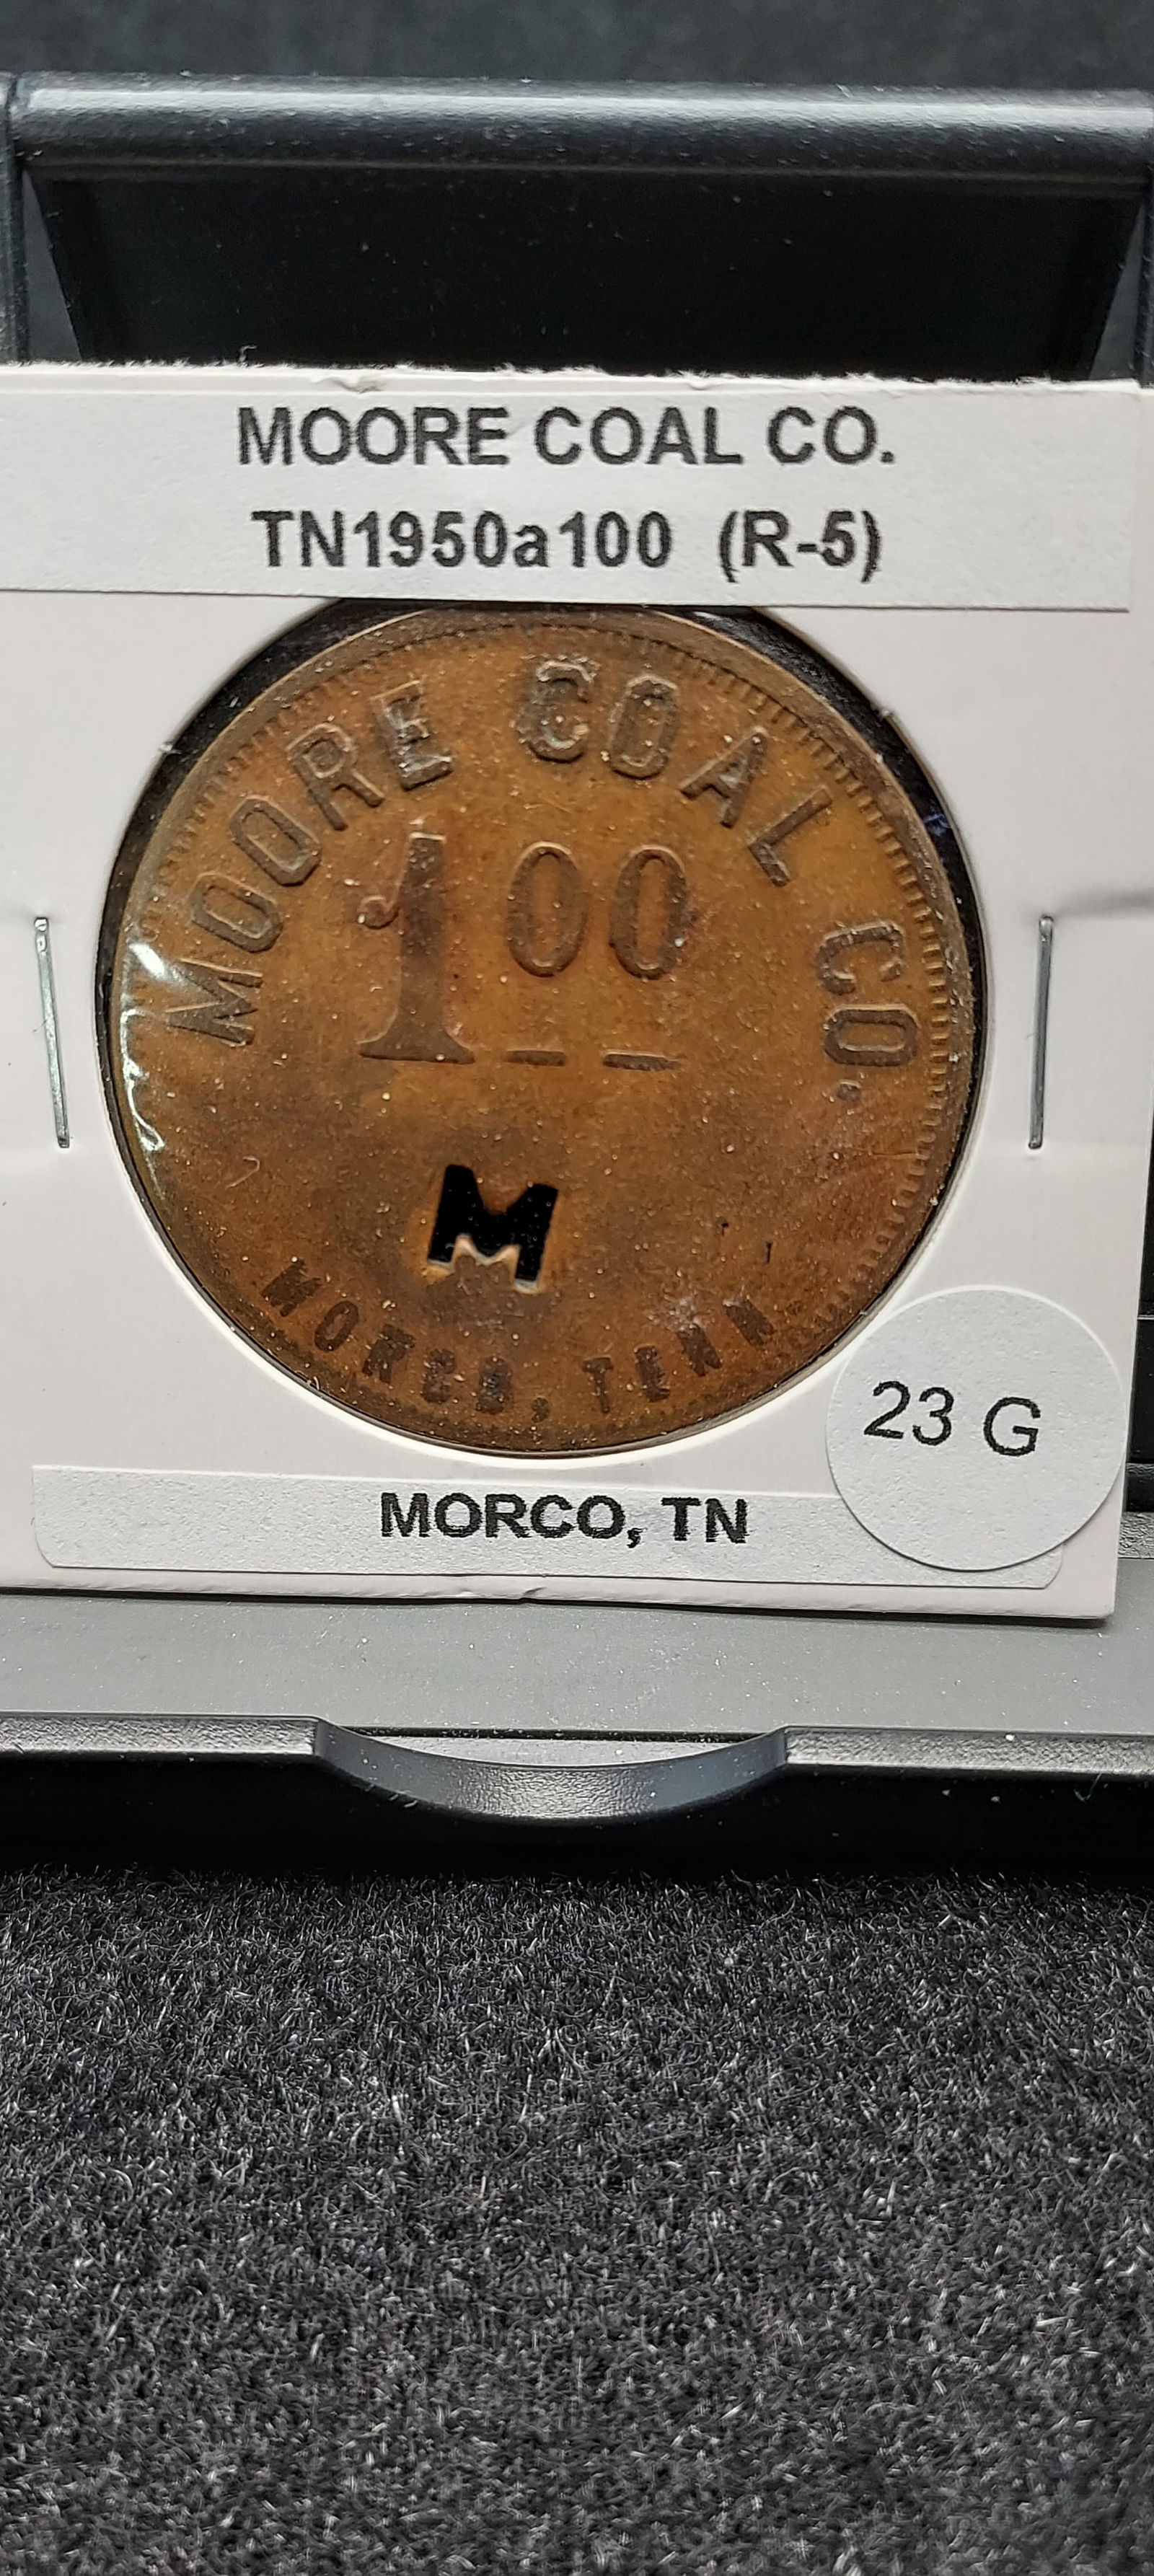 MOORE COAL CO.
TN1950a100 (R-5)
MOORE COAL CO.
1 00
M
MORCO, TENN
23 G
MORCO, TN